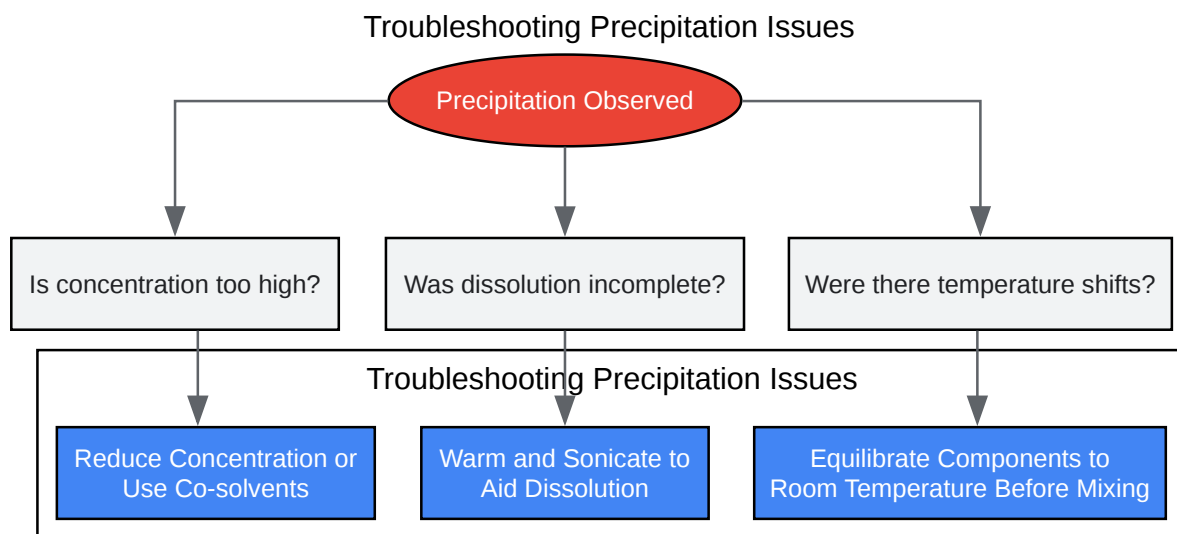 Troubleshooting Precipitation Issues
Precipitation Observed
Is concentration too high?
Was dissolution incomplete?
Were there temperature shifts?
Troubleshooting Precipitation Issues
Reduce Concentration or
Use Co-solvents
Warm and Sonicate to
Aid Dissolution
Equilibrate Components to
Room Temperature Before Mixing